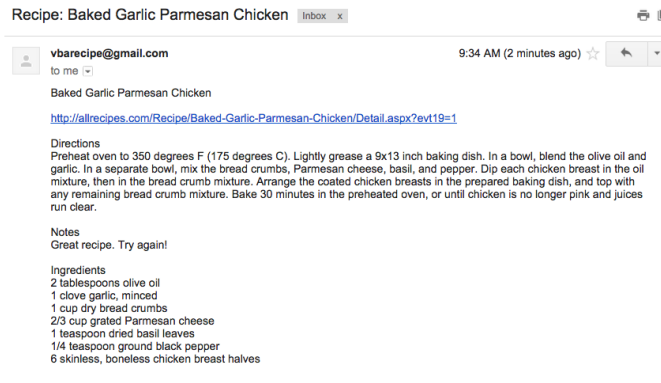 Recipe: Baked Garlic Parmesan Chicken Inbox x
vbarecipe@gmail.com 9:34 AM (2 minutes ago)
to me
Baked Garlic Parmesan Chicken
http://allrecipes.com/Recipe/Baked-Garlic-Parmesan-Chicken/Detail.aspx?evt19=1
Directions
Preheat oven to 350 degrees F (175 degrees C). Lightly grease a 9x13 inch baking dish. In a bowl, blend the olive oil and
garlic. In a separate bowl, mix the bread crumbs, Parmesan cheese, basil, and pepper. Dip each chicken breast in the oil
mixture, then in the bread crumb mixture. Arrange the coated chicken breasts in the prepared baking dish, and top with
any remaining bread crumb mixture. Bake 30 minutes in the preheated oven, or until chicken is no longer pink and juices
run clear.
Notes
Great recipe. Try again!
Ingredients
2 tablespoons olive oil
1 clove garlic, minced
1 cup dry bread crumbs
2/3 cup grated Parmesan cheese
1 teaspoon dried basil leaves
1/4 teaspoon ground black pepper
6 skinless, boneless chicken breast halves